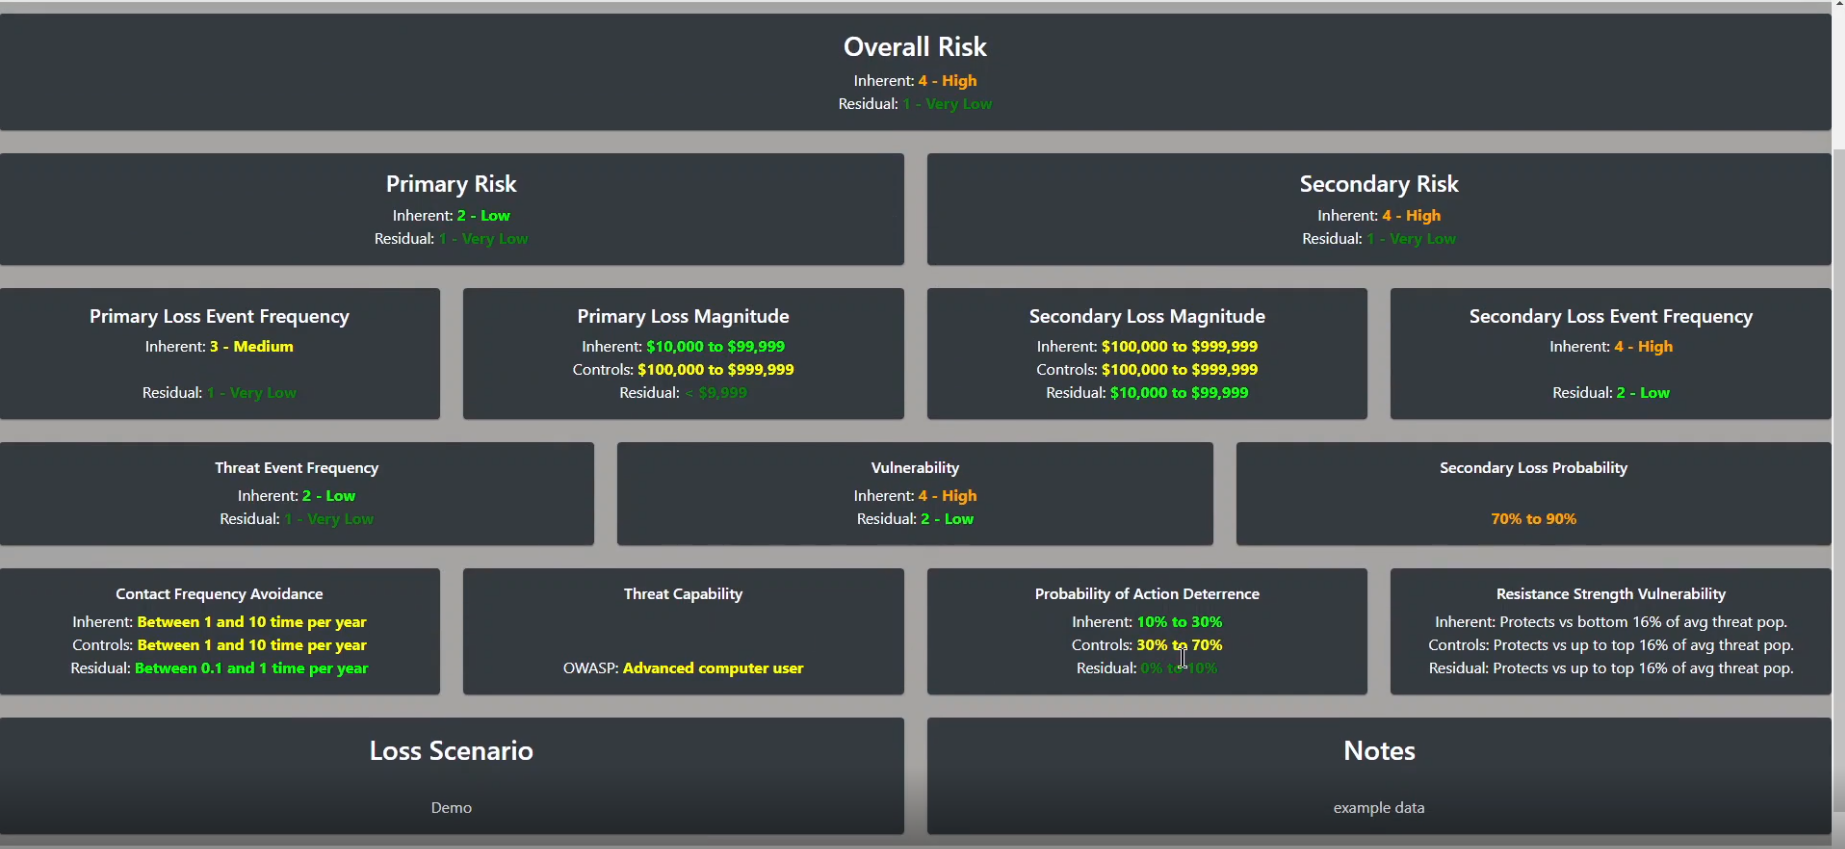 Overall Risk
Inherent: 4 - High
Residual: 1 - Very Low
Primary Risk
Inherent: 2 - Low
Residual: 1 - Very Low
Secondary Risk
Inherent: 4 - High
Residual: 1 - Very Low
Primary Loss Event Frequency
Inherent: 3 - Medium
Residual: 1 - Very Low
Primary Loss Magnitude
Inherent: $10,000 to $99,999
Controls: $100,000 to $999,999
Residual: < $9,999
Secondary Loss Magnitude
Inherent: $100,000 to $999,999
Controls: $100,000 to $999,999
Residual: $10,000 to $99,999
Secondary Loss Event Frequency
Inherent: 4 - High
Residual: 2 - Low
Threat Event Frequency
Inherent: 2 - Low
Residual: 1 - Very Low
Vulnerability
Inherent: 4 - High
Residual: 2 - Low
Secondary Loss Probability
70% to 90%
Contact Frequency Avoidance
Inherent: Between 1 and 10 time per year
Controls: Between 1 and 10 time per year
Residual: Between 0.1 and 1 time per year
Threat Capability
OWASP: Advanced computer user
Probability of Action Deterrence
Inherent: 10% to 30%
Controls: 30% to 70%
Residual: 0% to 10%
Resistance Strength Vulnerability
Inherent: Protects vs bottom 16% of avg threat pop.
Controls: Protects vs up to top 16% of avg threat pop.
Residual: Protects vs up to top 16% of avg threat pop.
Loss Scenario
Demo
Notes
example data